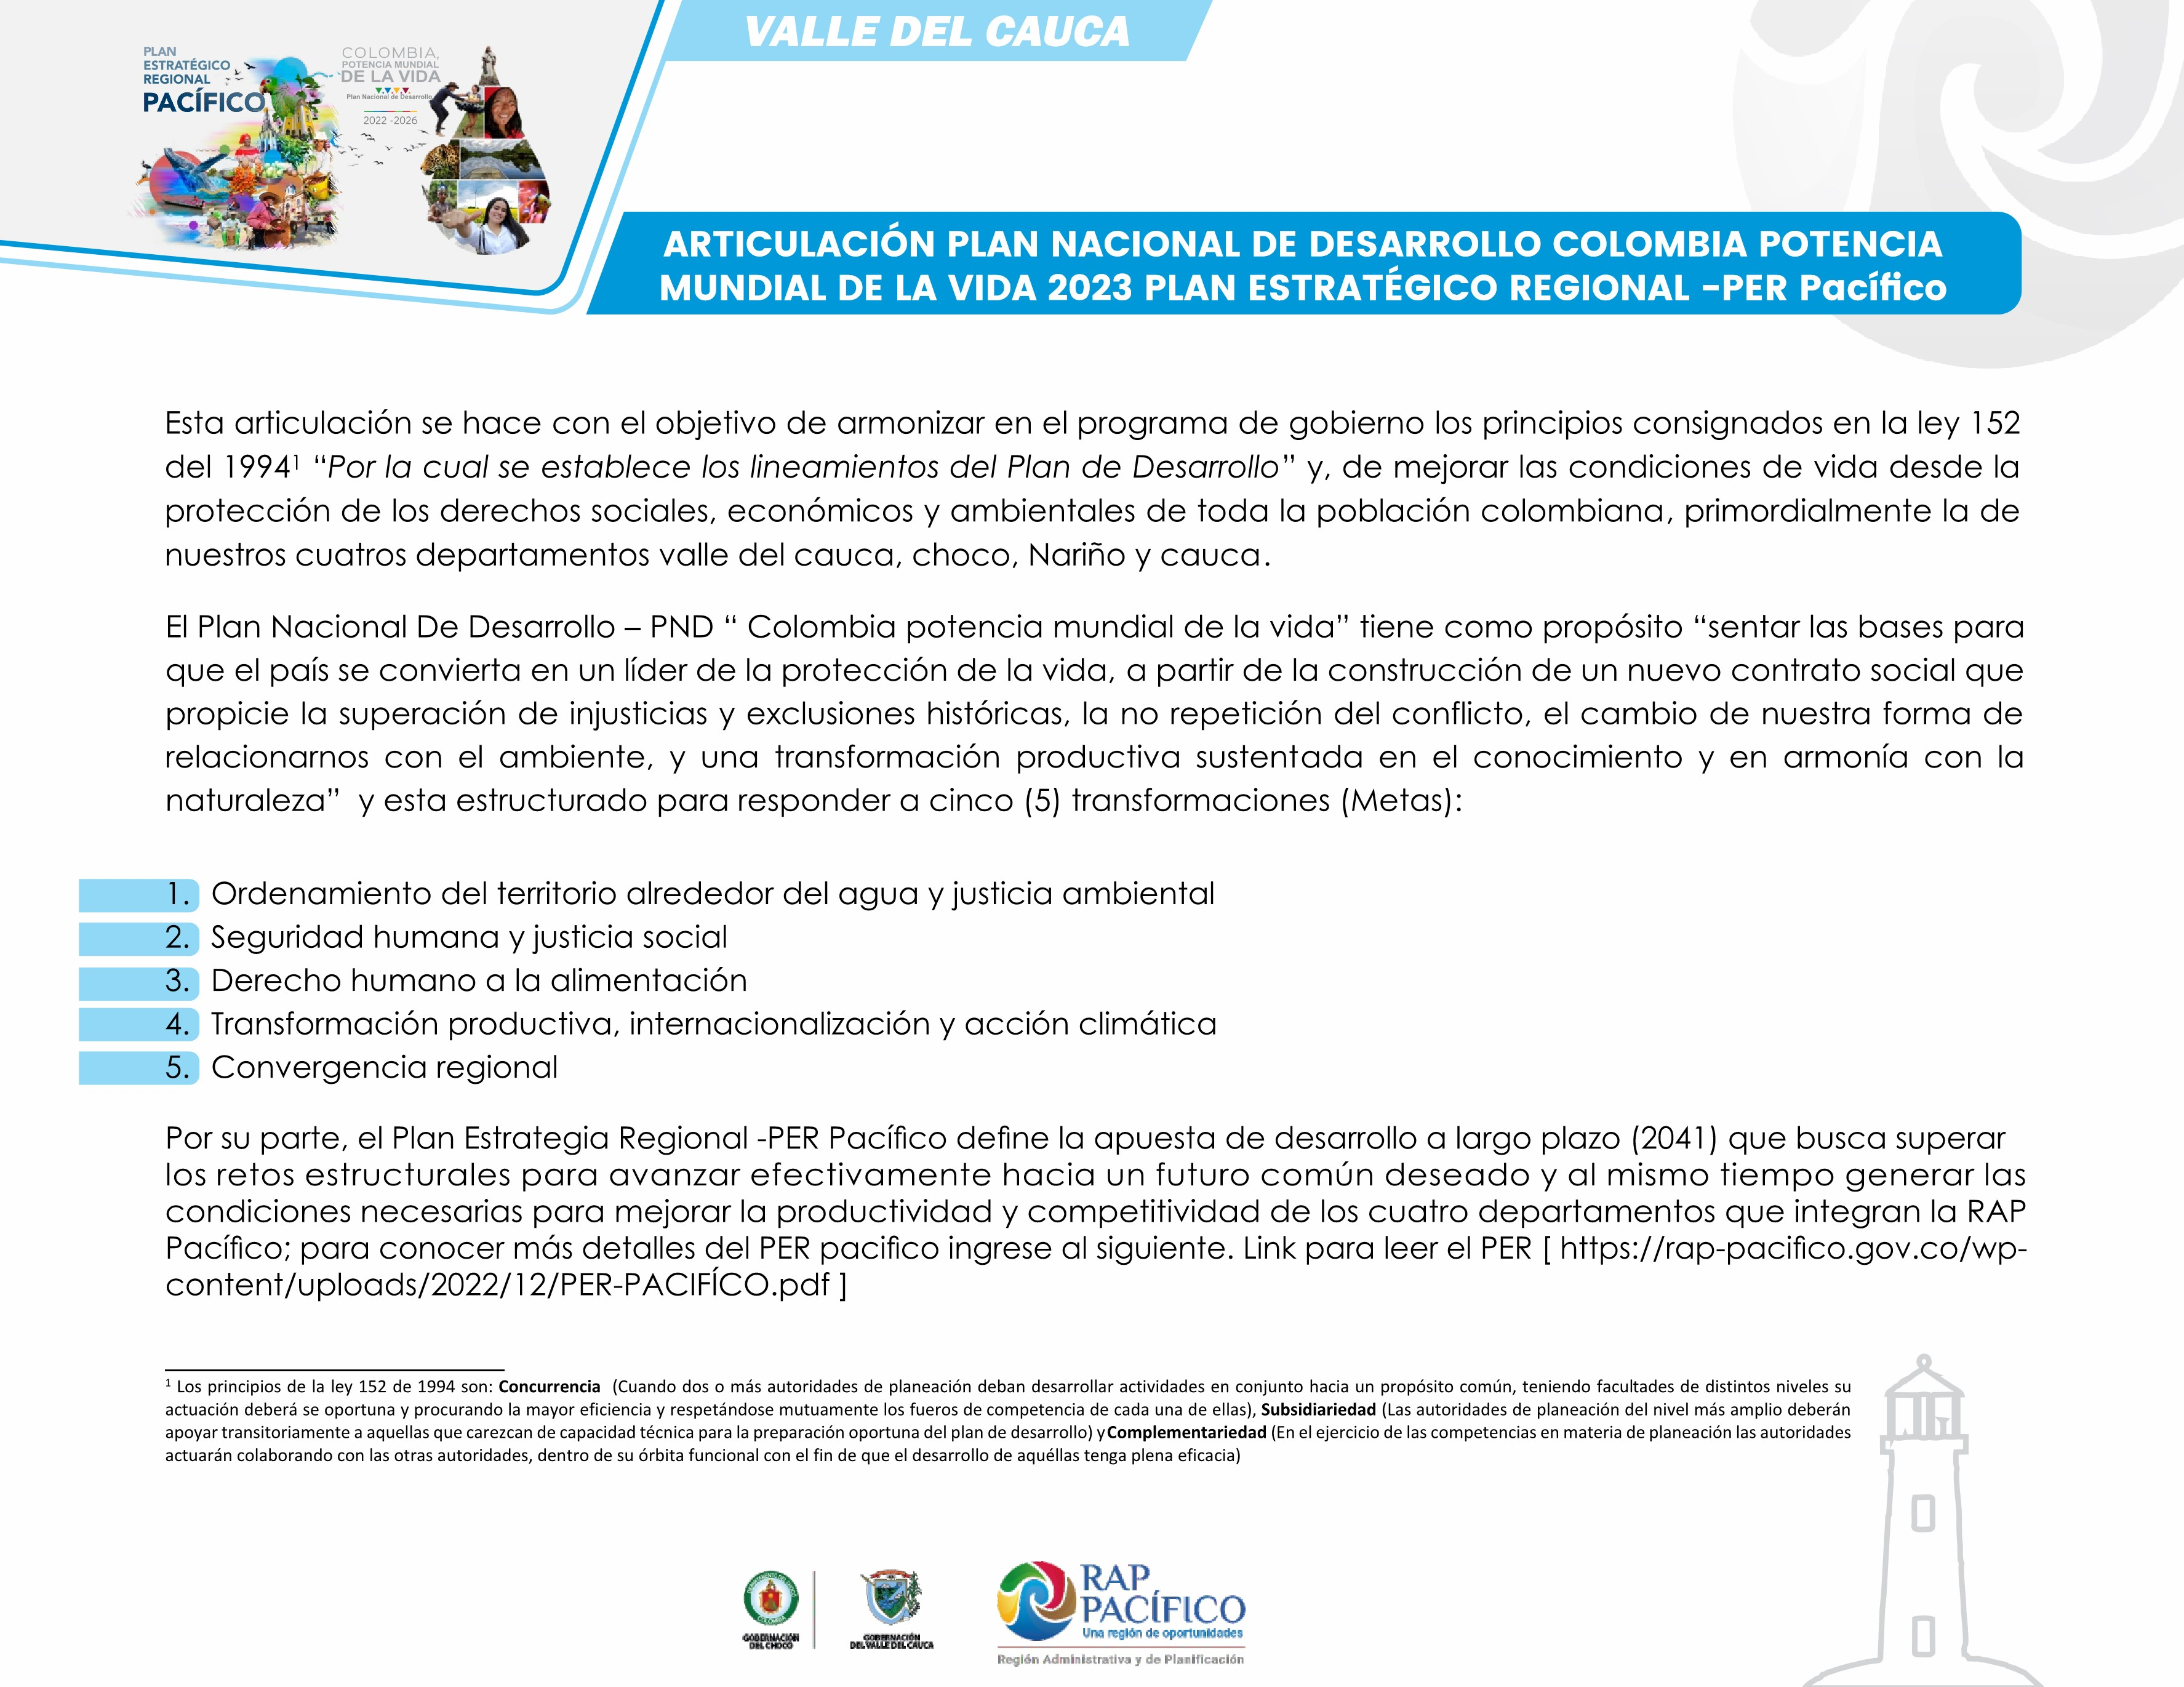 VALLE DEL CAUCA
PLAN
ESTRATÉGICO
REGIONAL
PACÍFICO
COLOMBIA,
POTENCIA MUNDIAL
DE LA VIDA
Plan Nacional de Desarrollo
2022 -2026
ARTICULACIÓN PLAN NACIONAL DE DESARROLLO COLOMBIA POTENCIA
MUNDIAL DE LA VIDA 2023 PLAN ESTRATÉGICO REGIONAL -PER Pacífico
Esta articulación se hace con el objetivo de armonizar en el programa de gobierno los principios consignados en la ley 152
del 1994¹ “Por la cual se establece los lineamientos del Plan de Desarrollo” y, de mejorar las condiciones de vida desde la
protección de los derechos sociales, económicos y ambientales de toda la población colombiana, primordialmente la de
nuestros cuatros departamentos valle del cauca, choco, Nariño y cauca.
El Plan Nacional De Desarrollo – PND “ Colombia potencia mundial de la vida” tiene como propósito “sentar las bases para
que el país se convierta en un líder de la protección de la vida, a partir de la construcción de un nuevo contrato social que
propicie la superación de injusticias y exclusiones históricas, la no repetición del conflicto, el cambio de nuestra forma de
relacionarnos con el ambiente, y una transformación productiva sustentada en el conocimiento y en armonía con la
naturaleza” y esta estructurado para responder a cinco (5) transformaciones (Metas):
1. Ordenamiento del territorio alrededor del agua y justicia ambiental
2. Seguridad humana y justicia social
3. Derecho humano a la alimentación
4. Transformación productiva, internacionalización y acción climática
5. Convergencia regional
Por su parte, el Plan Estrategia Regional -PER Pacífico define la apuesta de desarrollo a largo plazo (2041) que busca superar
los retos estructurales para avanzar efectivamente hacia un futuro común deseado y al mismo tiempo generar las
condiciones necesarias para mejorar la productividad y competitividad de los cuatro departamentos que integran la RAP
Pacífico; para conocer más detalles del PER pacifico ingrese al siguiente. Link para leer el PER [ https://rap-pacifico.gov.co/wp-
content/uploads/2022/12/PER-PACIFÍCO.pdf ]
¹ Los principios de la ley 152 de 1994 son: Concurrencia (Cuando dos o más autoridades de planeación deban desarrollar actividades en conjunto hacia un propósito común, teniendo facultades de distintos niveles su
actuación deberá se oportuna y procurando la mayor eficiencia y respetándose mutuamente los fueros de competencia de cada una de ellas), Subsidiariedad (Las autoridades de planeación del nivel más amplio deberán
apoyar transitoriamente a aquellas que carezcan de capacidad técnica para la preparación oportuna del plan de desarrollo) y Complementariedad (En el ejercicio de las competencias en materia de planeación las autoridades
actuarán colaborando con las otras autoridades, dentro de su órbita funcional con el fin de que el desarrollo de aquéllas tenga plena eficacia)
GOBERNACIÓN
DEL CHOCÓ
GOBERNACIÓN
DEL VALLE DEL CAUCA
RAP
PACÍFICO
Una región de oportunidades
Región Administrativa y de Planificación